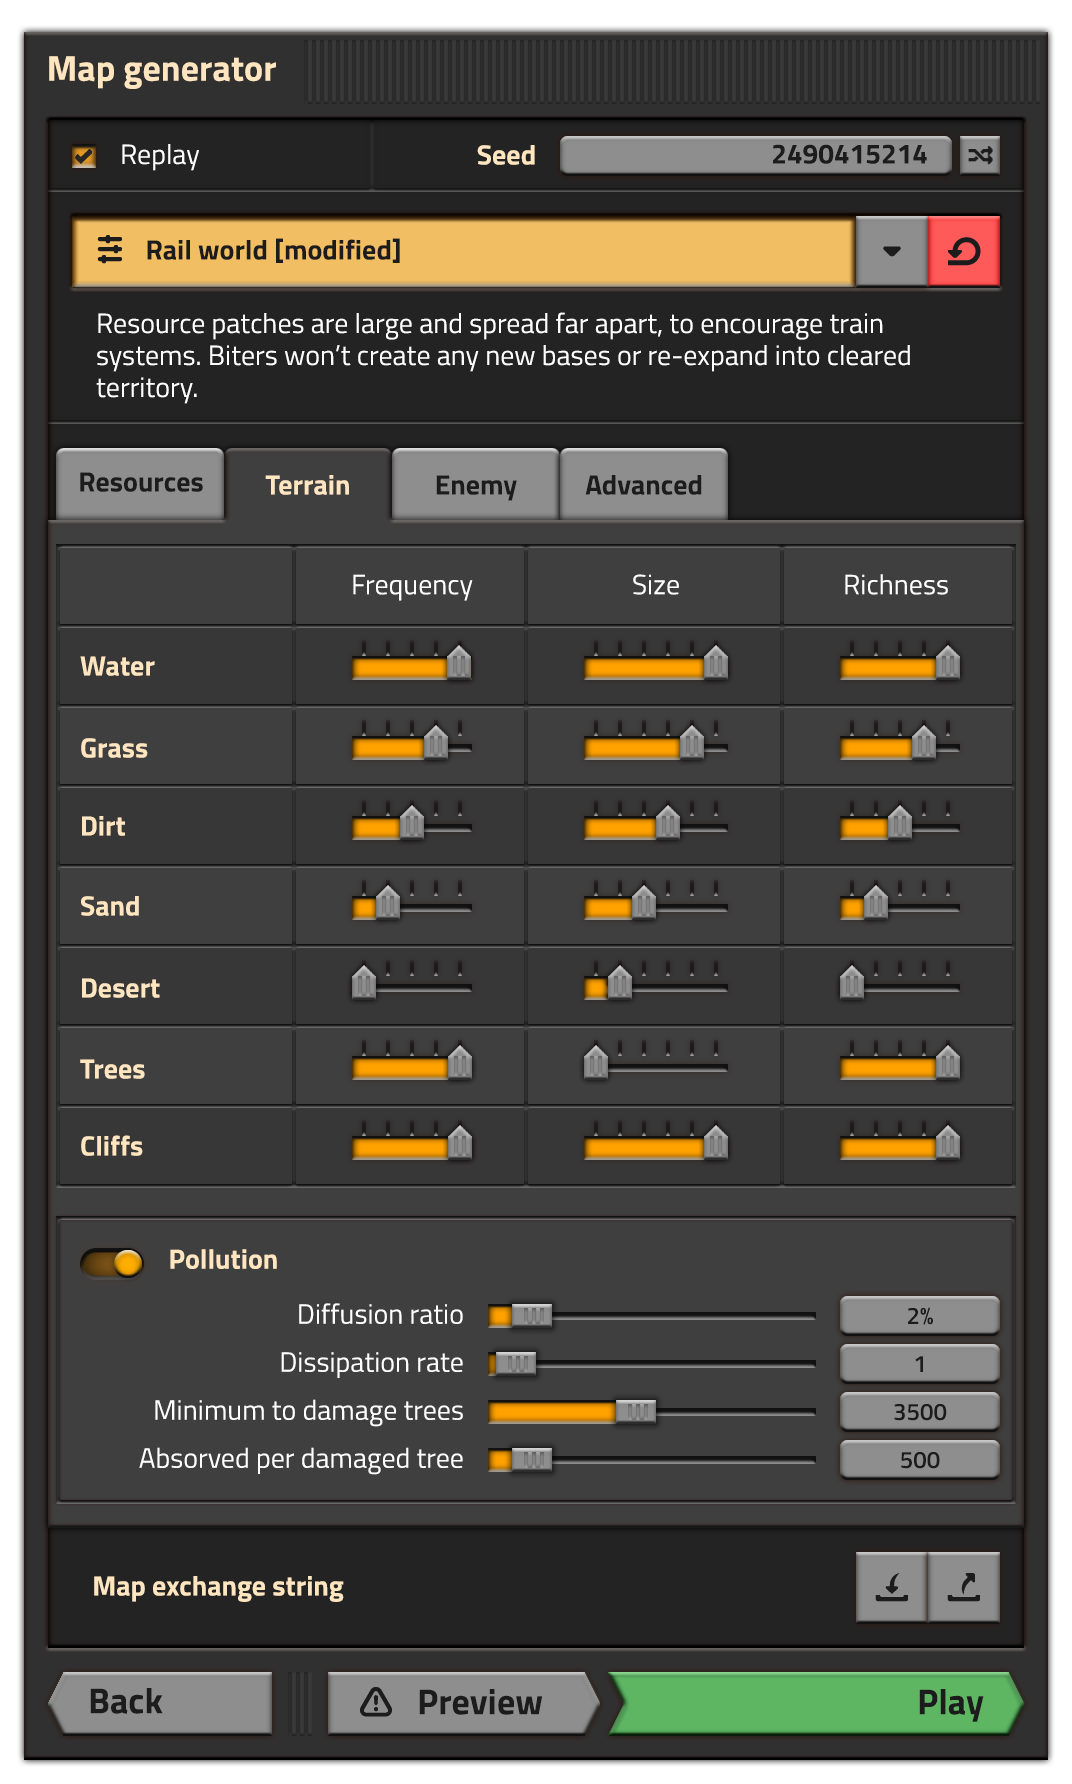 Map generator
Replay
Seed
2490415214
Rail world [modified]
Resource patches are large and spread far apart, to encourage train
systems. Biters won't create any new bases or re-expand into cleared
territory.
Resources
Terrain
Enemy
Advanced
Frequency
Size
Richness
Water
Grass
Dirt
Sand
Desert
Trees
Cliffs
Pollution
Diffusion ratio
2%
Dissipation rate
1
Minimum to damage trees
3500
Absorved per damaged tree
500
Map exchange string
Back
Preview
Play